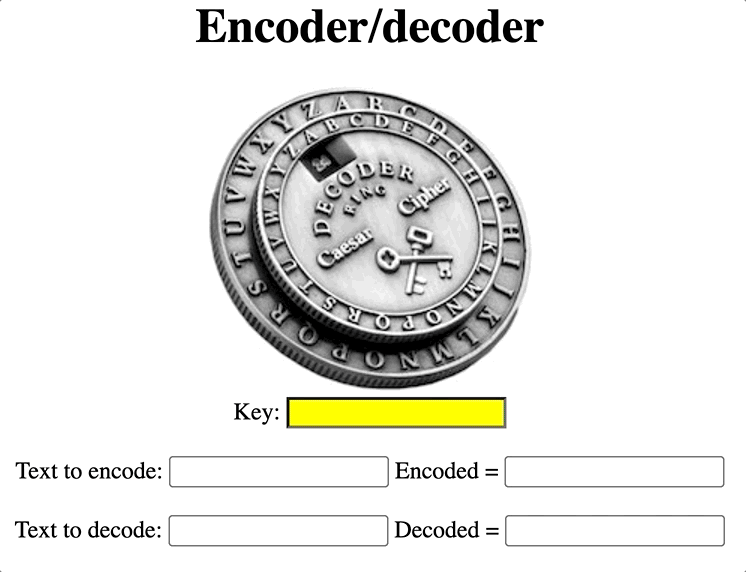 Encoder/decoder
U V W X Y Z A B C D E F G H I J K L M N O P Q R S T
U V W X Y Z A B C D E F G H I J K L M N O P Q R S T
DECODER
RING
Cipher
Caesar
Key:
Text to encode: Encoded =
Text to decode: Decoded =